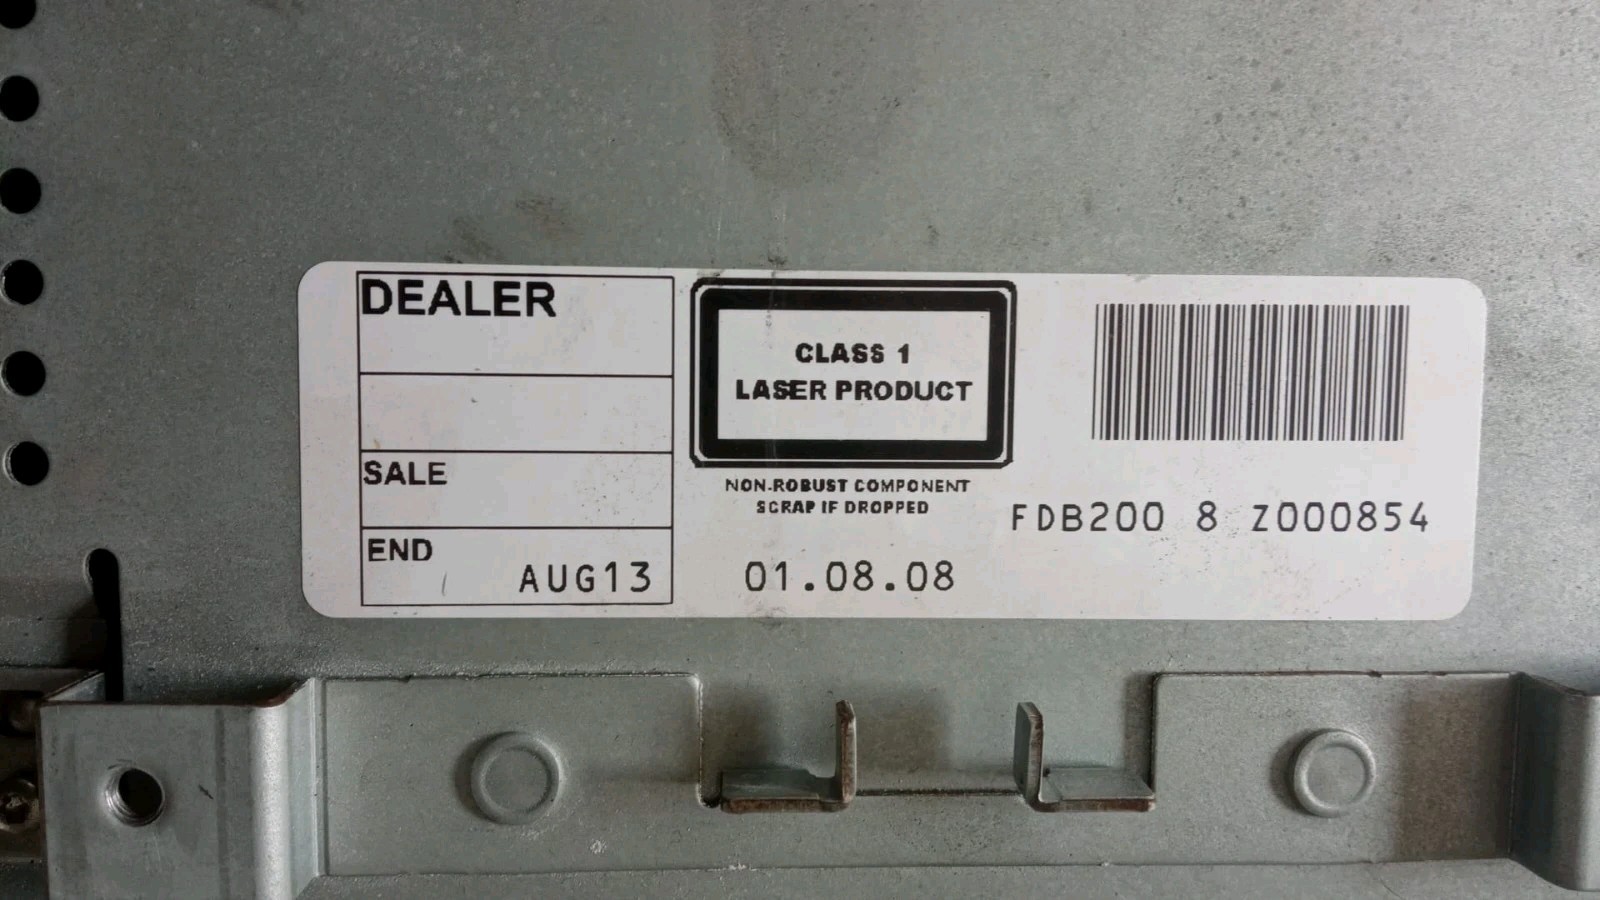 DEALER
SALE
END
AUG13
CLASS 1
LASER PRODUCT
NON-ROBUST COMPONENT
SCRAP IF DROPPED
01.08.08
FDB200 8 Z000854